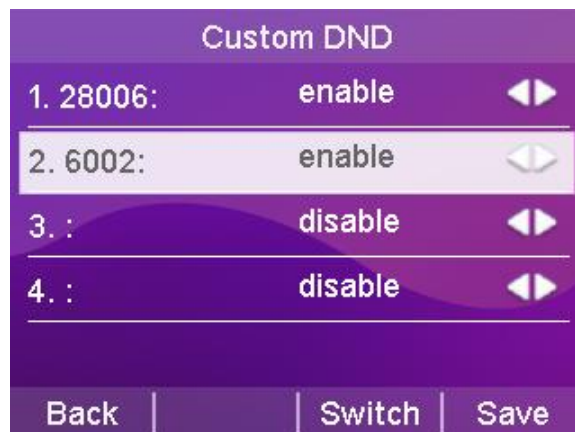 Custom DND
1. 28006: enable
2. 6002: enable
3. : disable
4. : disable
Back Switch Save